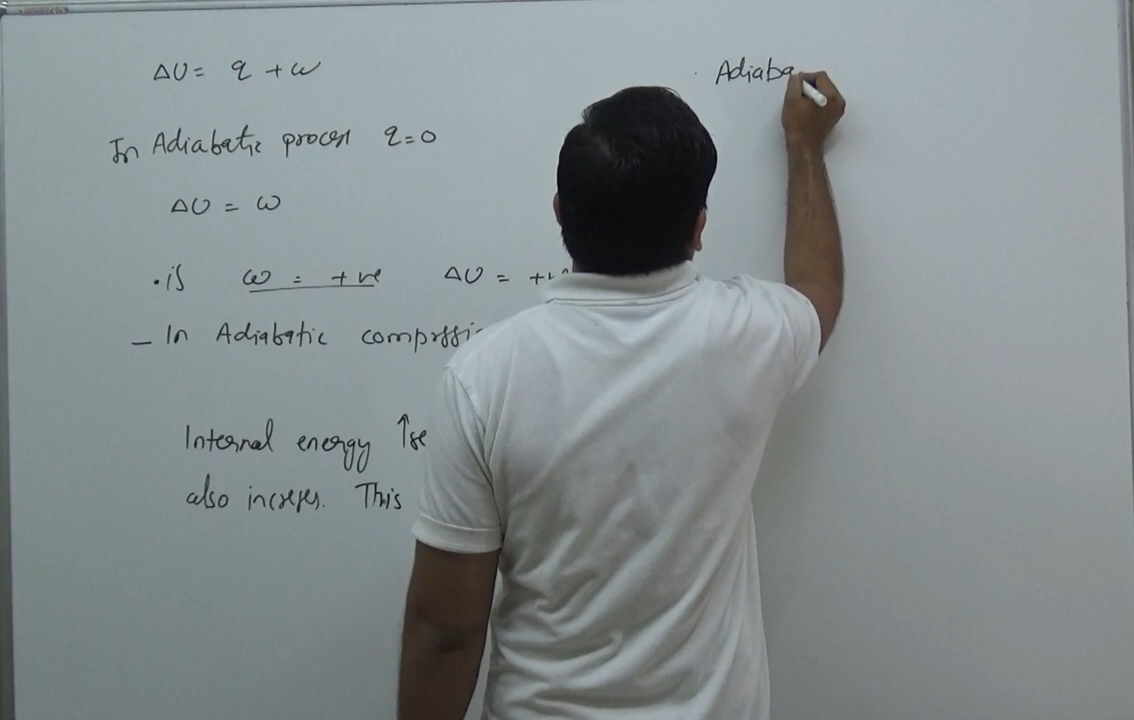 ΔU = q + w
In Adiabatic process q=0
ΔU = w
• if w = +ve ΔU = +ve
- In Adiabatic compressi
Internal energy ↑se
also increses. This
Adiaba